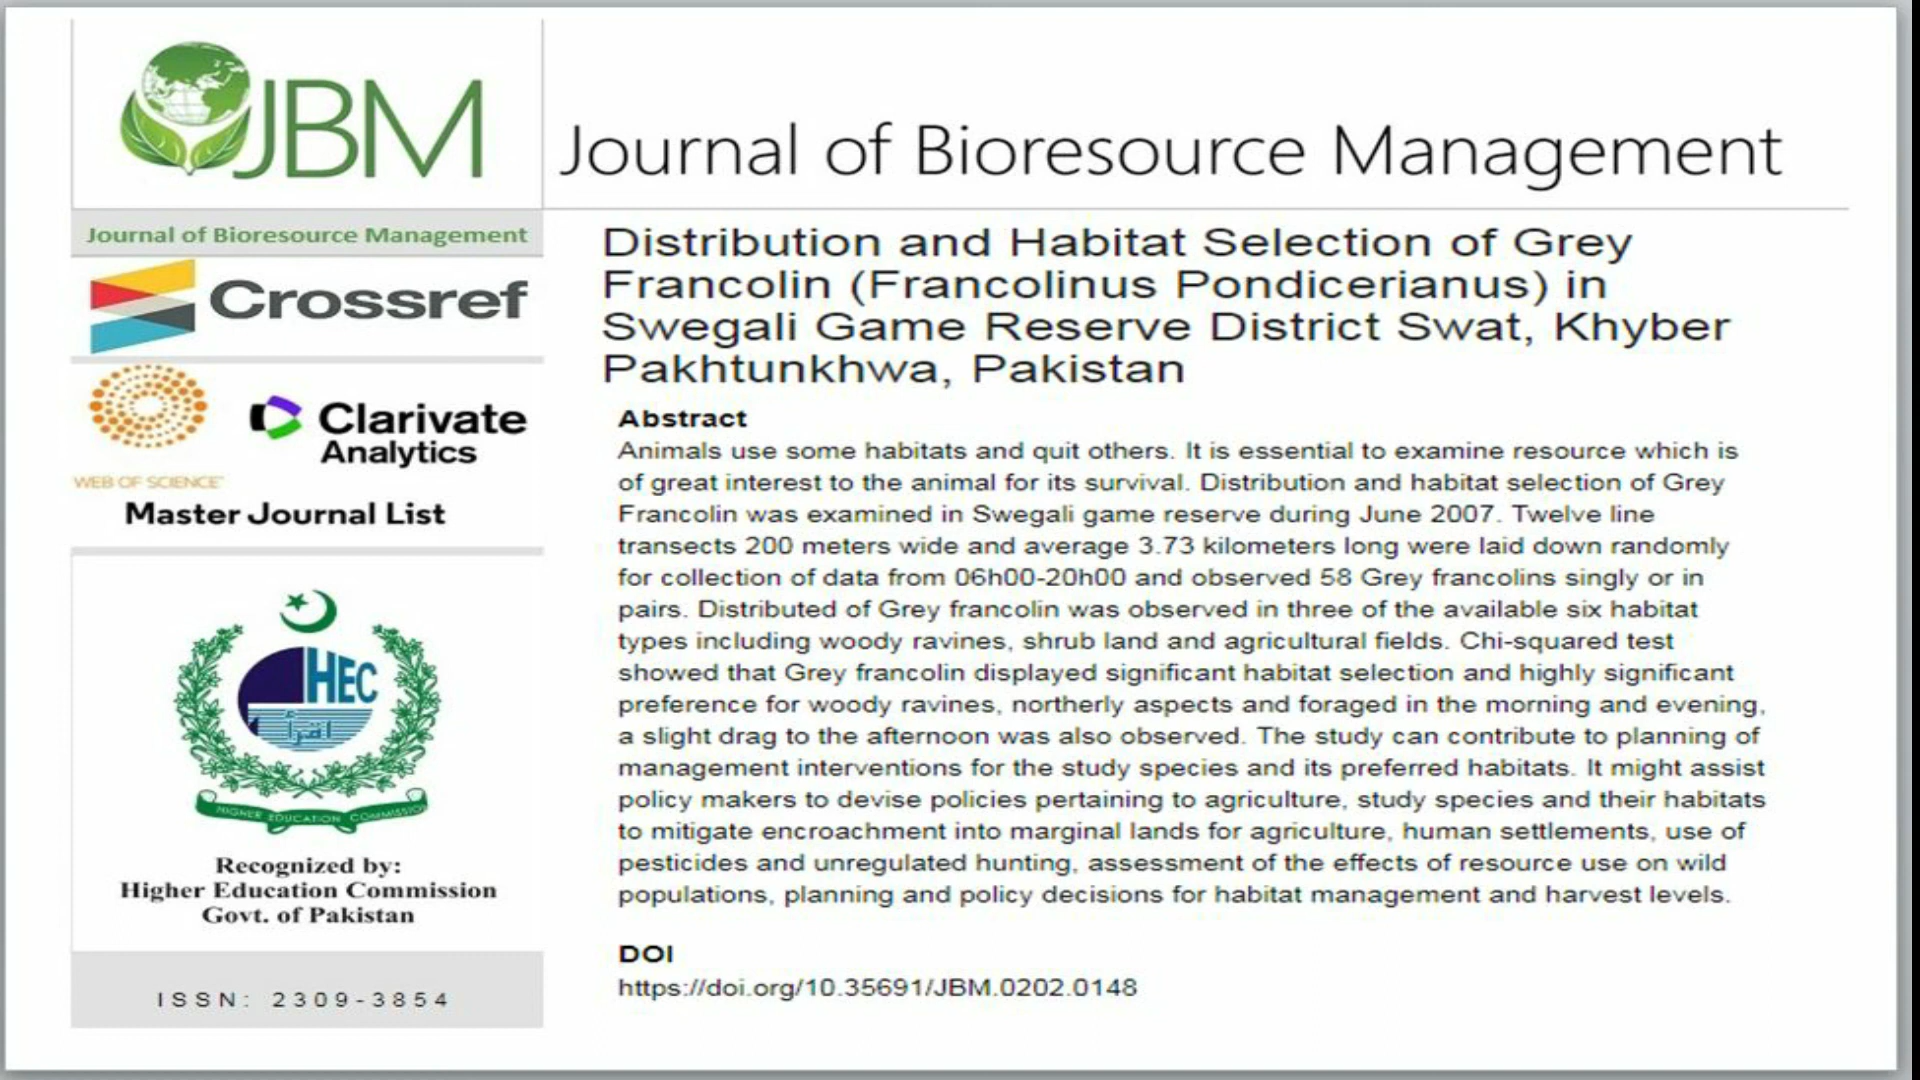 JBM
Journal of Bioresource Management
Journal of Bioresource Management
Crossref
Clarivate
Analytics
WEB OF SCIENCE™
Master Journal List
HEC
اقرأ
HIGHER EDUCATION COMMISSION
Recognized by:
Higher Education Commission
Govt. of Pakistan
ISSN: 2309-3854
Distribution and Habitat Selection of Grey
Francolin (Francolinus Pondicerianus) in
Swegali Game Reserve District Swat, Khyber
Pakhtunkhwa, Pakistan
Abstract
Animals use some habitats and quit others. It is essential to examine resource which is
of great interest to the animal for its survival. Distribution and habitat selection of Grey
Francolin was examined in Swegali game reserve during June 2007. Twelve line
transects 200 meters wide and average 3.73 kilometers long were laid down randomly
for collection of data from 06h00-20h00 and observed 58 Grey francolins singly or in
pairs. Distributed of Grey francolin was observed in three of the available six habitat
types including woody ravines, shrub land and agricultural fields. Chi-squared test
showed that Grey francolin displayed significant habitat selection and highly significant
preference for woody ravines, northerly aspects and foraged in the morning and evening,
a slight drag to the afternoon was also observed. The study can contribute to planning of
management interventions for the study species and its preferred habitats. It might assist
policy makers to devise policies pertaining to agriculture, study species and their habitats
to mitigate encroachment into marginal lands for agriculture, human settlements, use of
pesticides and unregulated hunting, assessment of the effects of resource use on wild
populations, planning and policy decisions for habitat management and harvest levels.
DOI
https://doi.org/10.35691/JBM.0202.0148